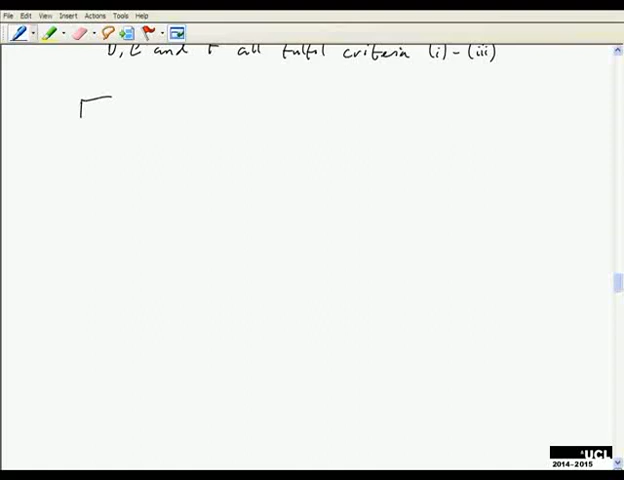 File Edit View Insert Actions Tools Help
D, E and F all fulfil criteria (i) - (iii)
UCL
2014-2015